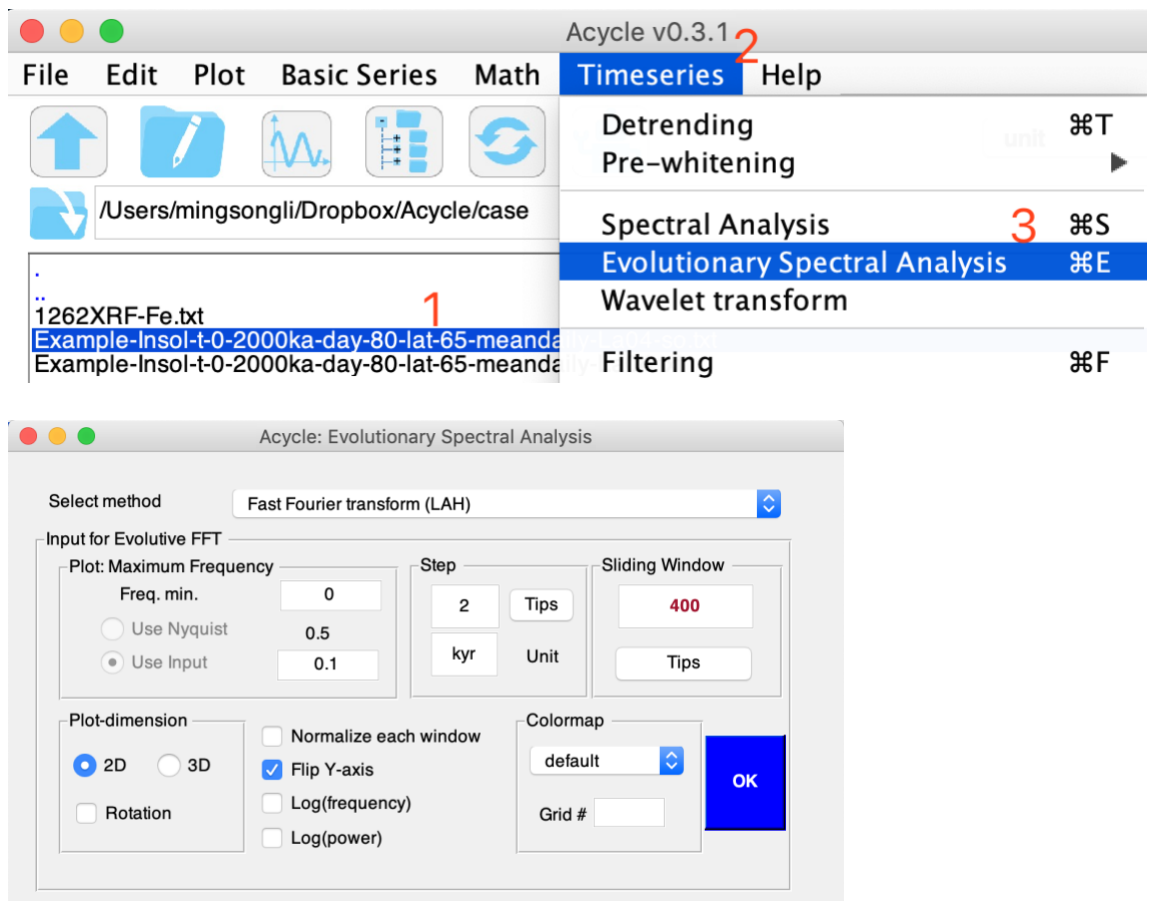 Acycle v0.3.1
2
File Edit Plot Basic Series Math Timeseries Help
Detrending ⌘T
unit
Pre-whitening
/Users/mingsongli/Dropbox/Acycle/case
Spectral Analysis ⌘S
3
Evolutionary Spectral Analysis ⌘E
.
..
1262XRF-Fe.txt
1
Wavelet transform
Example-Insol-t-0-2000ka-day-80-lat-65-meandaily-La04-so.txt
Example-Insol-t-0-2000ka-day-80-lat-65-meanda
Filtering ⌘F
Acycle: Evolutionary Spectral Analysis
Select method Fast Fourier transform (LAH)
Input for Evolutive FFT
Plot: Maximum Frequency
Freq. min. 0
Use Nyquist 0.5
Use Input 0.1
Step
2 Tips
kyr Unit
Sliding Window
400
Tips
Plot-dimension
2D 3D
Rotation
Normalize each window
Flip Y-axis
Log(frequency)
Log(power)
Colormap
default
Grid #
OK